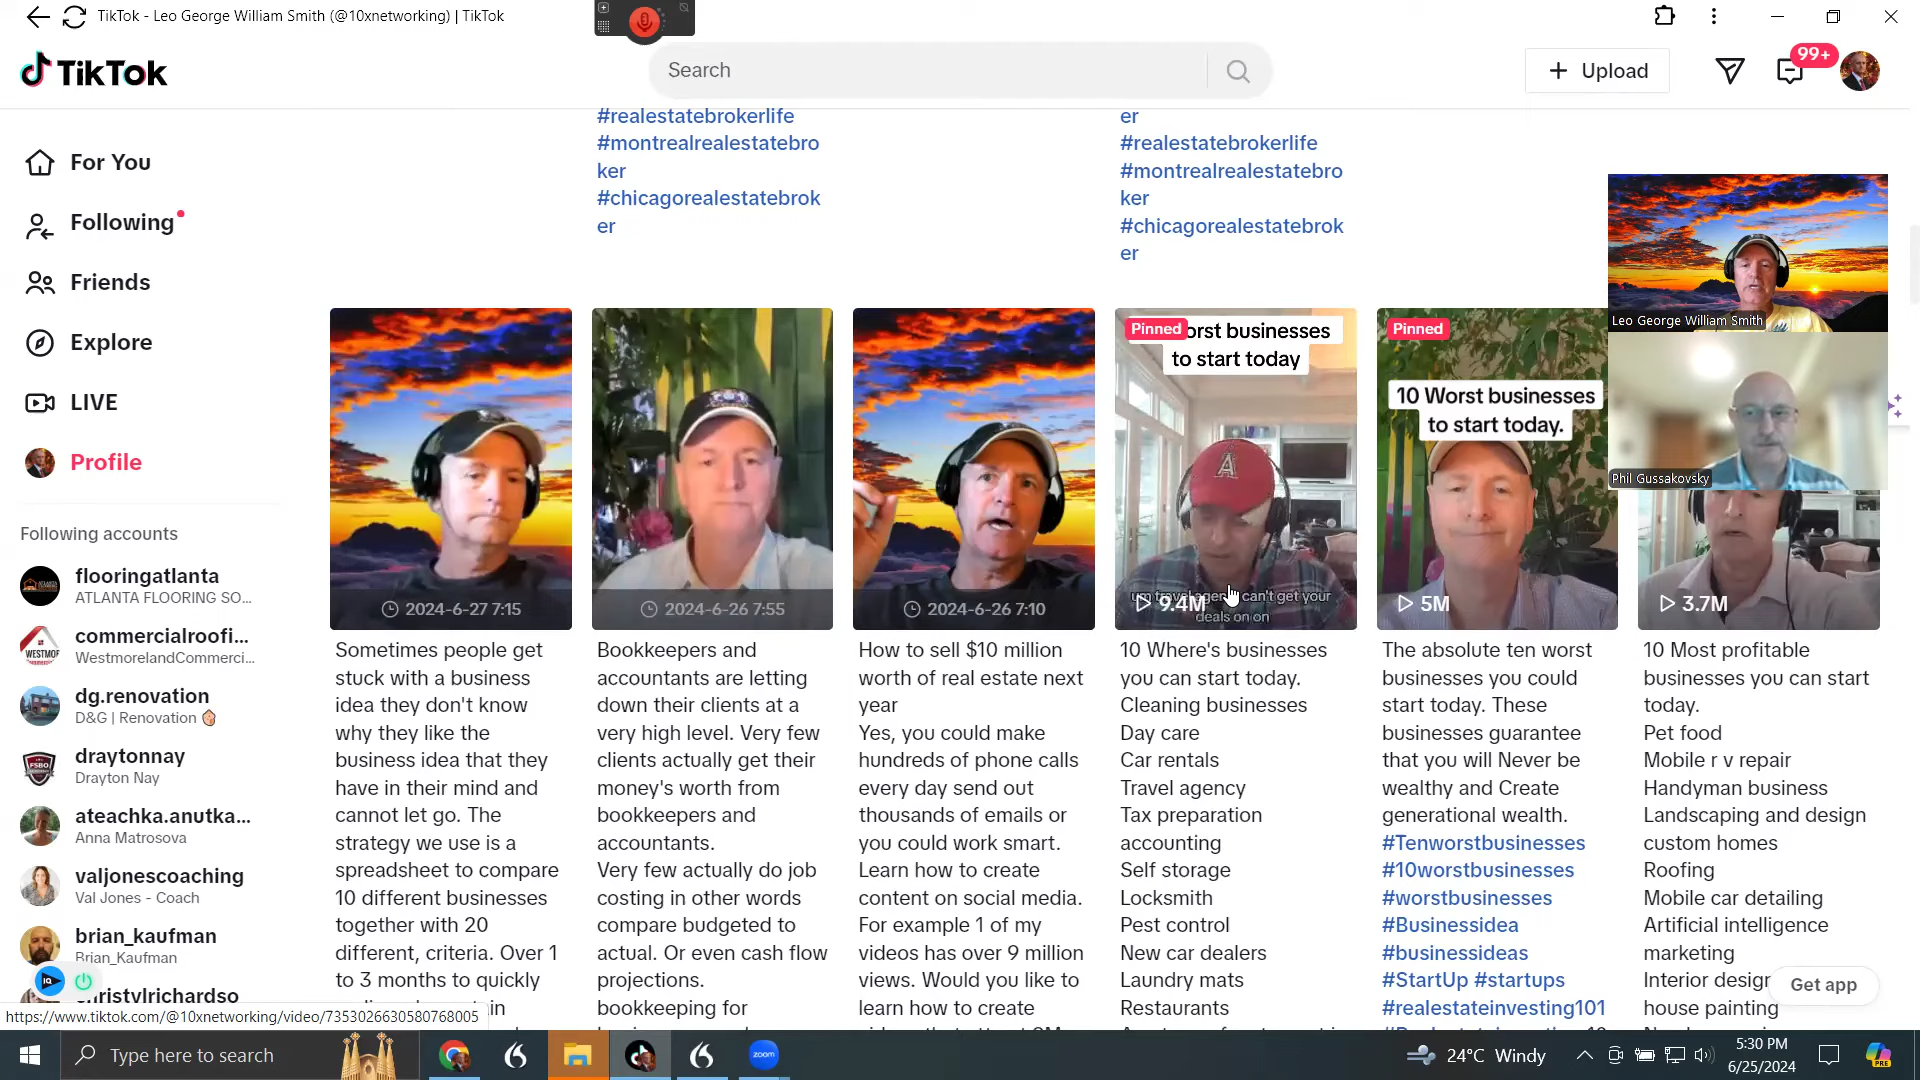 TikTok - Leo George William Smith (@10xnetworking) | TikTok
TikTok
Search
+ Upload
99+
For You
Following
Friends
Explore
LIVE
Profile
Following accounts
flooringatlanta
ATLANTA FLOORING SO...
commercialroofi...
WestmorelandCommerci...
dg.renovation
D&G | Renovation
draytonnay
Drayton Nay
ateachka.anutka...
Anna Matrosova
valjonescoaching
Val Jones - Coach
brian_kaufman
Brian_Kaufman
christylrichardso
https://www.tiktok.com/@10xnetworking/video/7353026630580768005
#realestatebrokerlife
#montrealrealestatebro
ker
#chicagorealestatebrok
er
er
#realestatebrokerlife
#montrealrealestatebro
ker
#chicagorealestatebrok
er
2024-6-27 7:15
Sometimes people get
stuck with a business
idea they don't know
why they like the
business idea that they
have in their mind and
cannot let go. The
strategy we use is a
spreadsheet to compare
10 different businesses
together with 20
different, criteria. Over 1
to 3 months to quickly
in
2024-6-26 7:55
Bookkeepers and
accountants are letting
down their clients at a
very high level. Very few
clients actually get their
money's worth from
bookkeepers and
accountants.
Very few actually do job
costing in other words
compare budgeted to
actual. Or even cash flow
projections.
bookkeeping for
2024-6-26 7:10
How to sell $10 million
worth of real estate next
year
Yes, you could make
hundreds of phone calls
every day send out
thousands of emails or
you could work smart.
Learn how to create
content on social media.
For example 1 of my
videos has over 9 million
views. Would you like to
learn how to create
Pinned
orst businesses
to start today
um travel agency can't get your
deals on on
9.4M
10 Where's businesses
you can start today.
Cleaning businesses
Day care
Car rentals
Travel agency
Tax preparation
accounting
Self storage
Locksmith
Pest control
New car dealers
Laundry mats
Restaurants
Pinned
10 Worst businesses
to start today.
5M
The absolute ten worst
businesses you could
start today. These
businesses guarantee
that you will Never be
wealthy and Create
generational wealth.
#Tenworstbusinesses
#10worstbusinesses
#worstbusinesses
#Businessidea
#businessideas
#StartUp #startups
#realestateinvesting101
Leo George William Smith
Phil Gussakovsky
3.7M
10 Most profitable
businesses you can start
today.
Pet food
Mobile r v repair
Handyman business
Landscaping and design
custom homes
Roofing
Mobile car detailing
Artificial intelligence
marketing
Interior design
house painting
Get app
Type here to search
zoom
24°C Windy
5:30 PM
6/25/2024
PRE